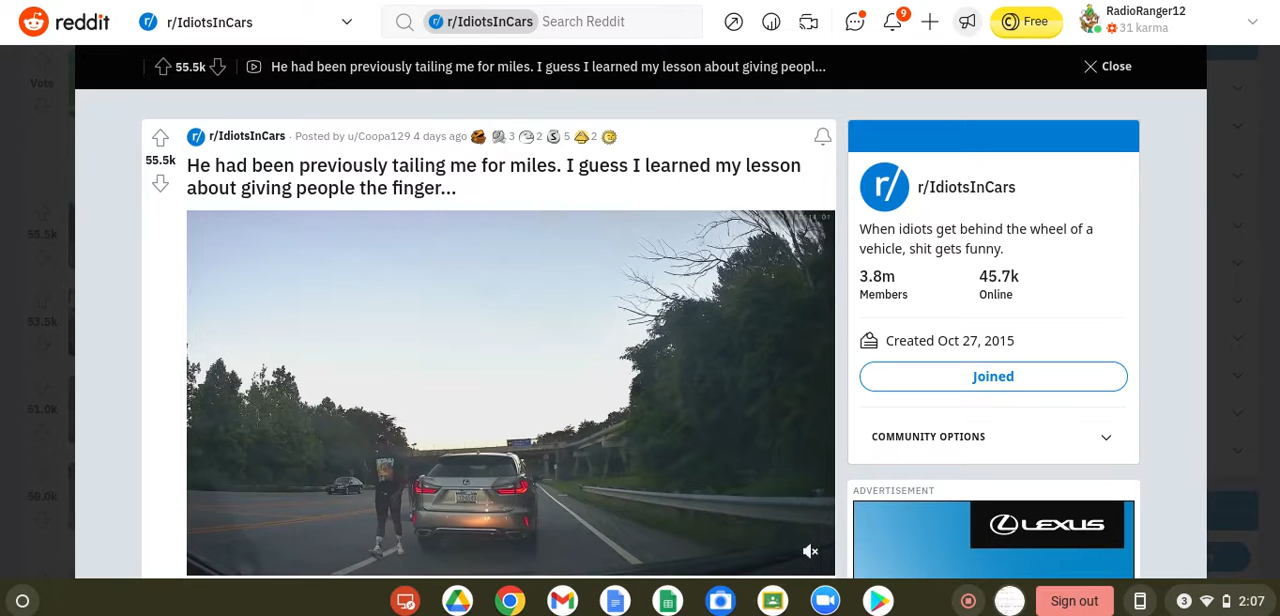 reddit r/IdiotsInCars r/IdiotsInCars Search Reddit 9 Free RadioRanger12
31 karma
Vote 55.5k He had been previously tailing me for miles. I guess I learned my lesson about giving peopl... Close
r/IdiotsInCars · Posted by u/Coopa129 4 days ago 3 2 5 2
55.5k
He had been previously tailing me for miles. I guess I learned my lesson
about giving people the finger...
r/ r/IdiotsInCars
When idiots get behind the wheel of a
vehicle, shit gets funny.
3.8m 45.7k
Members Online
Created Oct 27, 2015
Joined
COMMUNITY OPTIONS
ADVERTISEMENT
LEXUS
55.5k
53.5k
61.0k
50.0k
Sign out 3 2:07